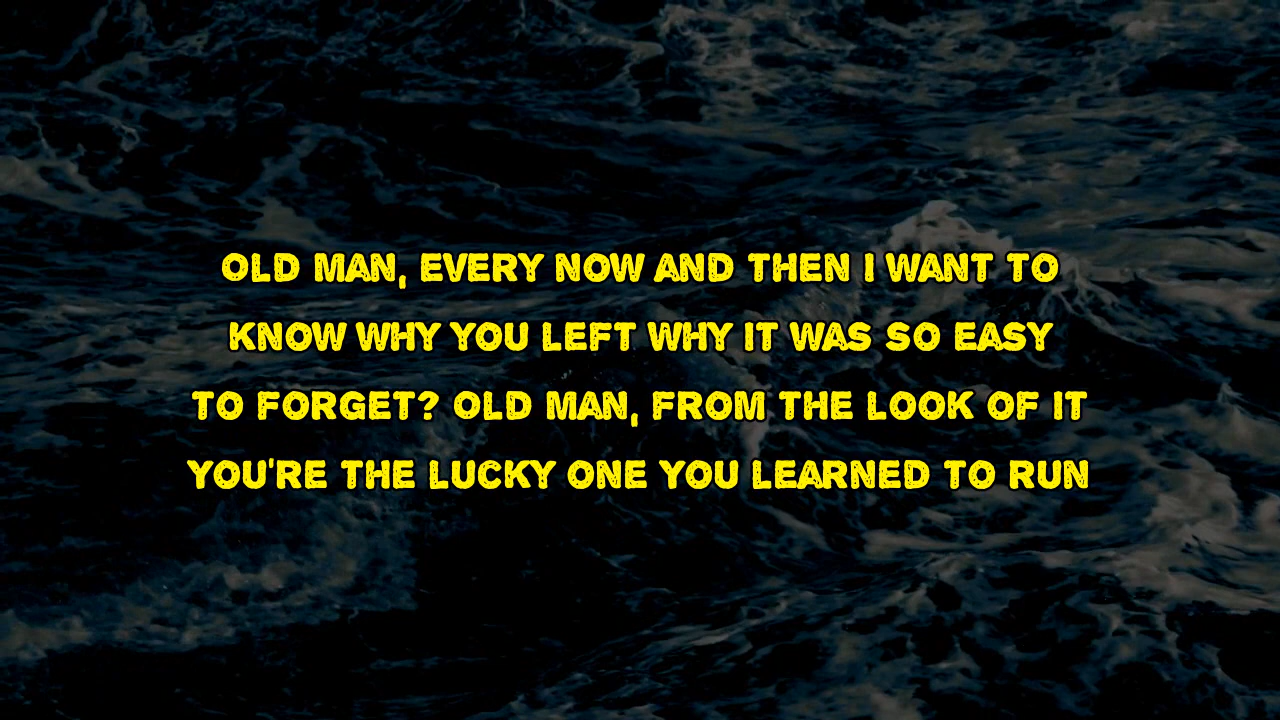 OLD MAN, EVERY NOW AND THEN I WANT TO
KNOW WHY YOU LEFT WHY IT WAS SO EASY
TO FORGET? OLD MAN, FROM THE LOOK OF IT
YOU'RE THE LUCKY ONE YOU LEARNED TO RUN